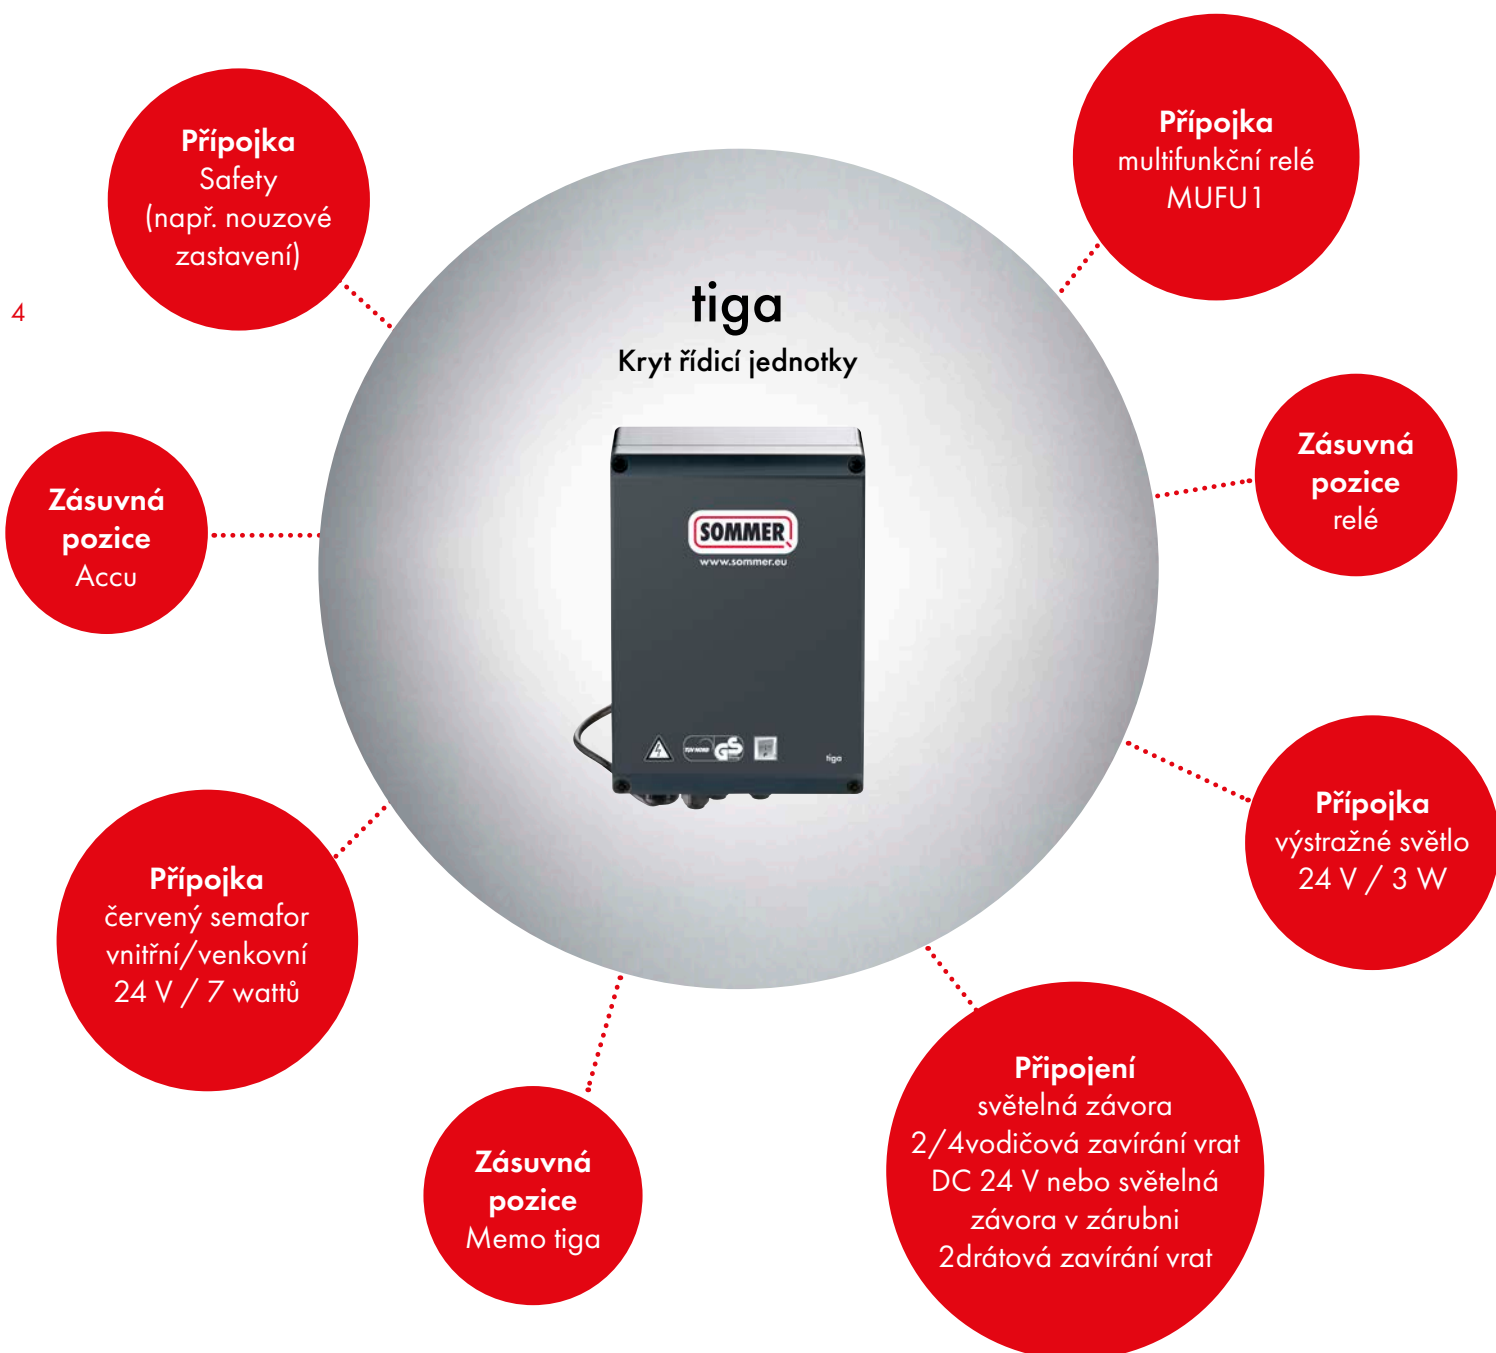 Přípojka
Safety
(např. nouzové
zastavení)
Přípojka
multifunkční relé
MUFU1
4
tiga
Kryt řídicí jednotky
Zásuvná
pozice
Accu
Zásuvná
pozice
relé
SOMMER
www.sommer.eu
TÜV NORD
GS
tiga
Přípojka
červený semafor
vnitřní/venkovní
24 V / 7 wattů
Přípojka
výstražné světlo
24 V / 3 W
Zásuvná
pozice
Memo tiga
Připojení
světelná závora
2/4vodičová zavírání vrat
DC 24 V nebo světelná
závora v zárubni
2drátová zavírání vrat